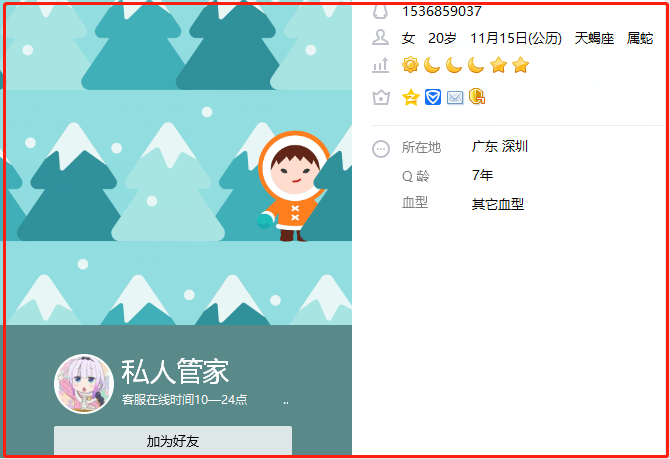 1536859037
女 20岁 11月15日(公历) 天蝎座 属蛇
所在地 广东 深圳
Q 龄 7年
血型 其它血型
私人管家
客服在线时间10—24点 ..
加为好友